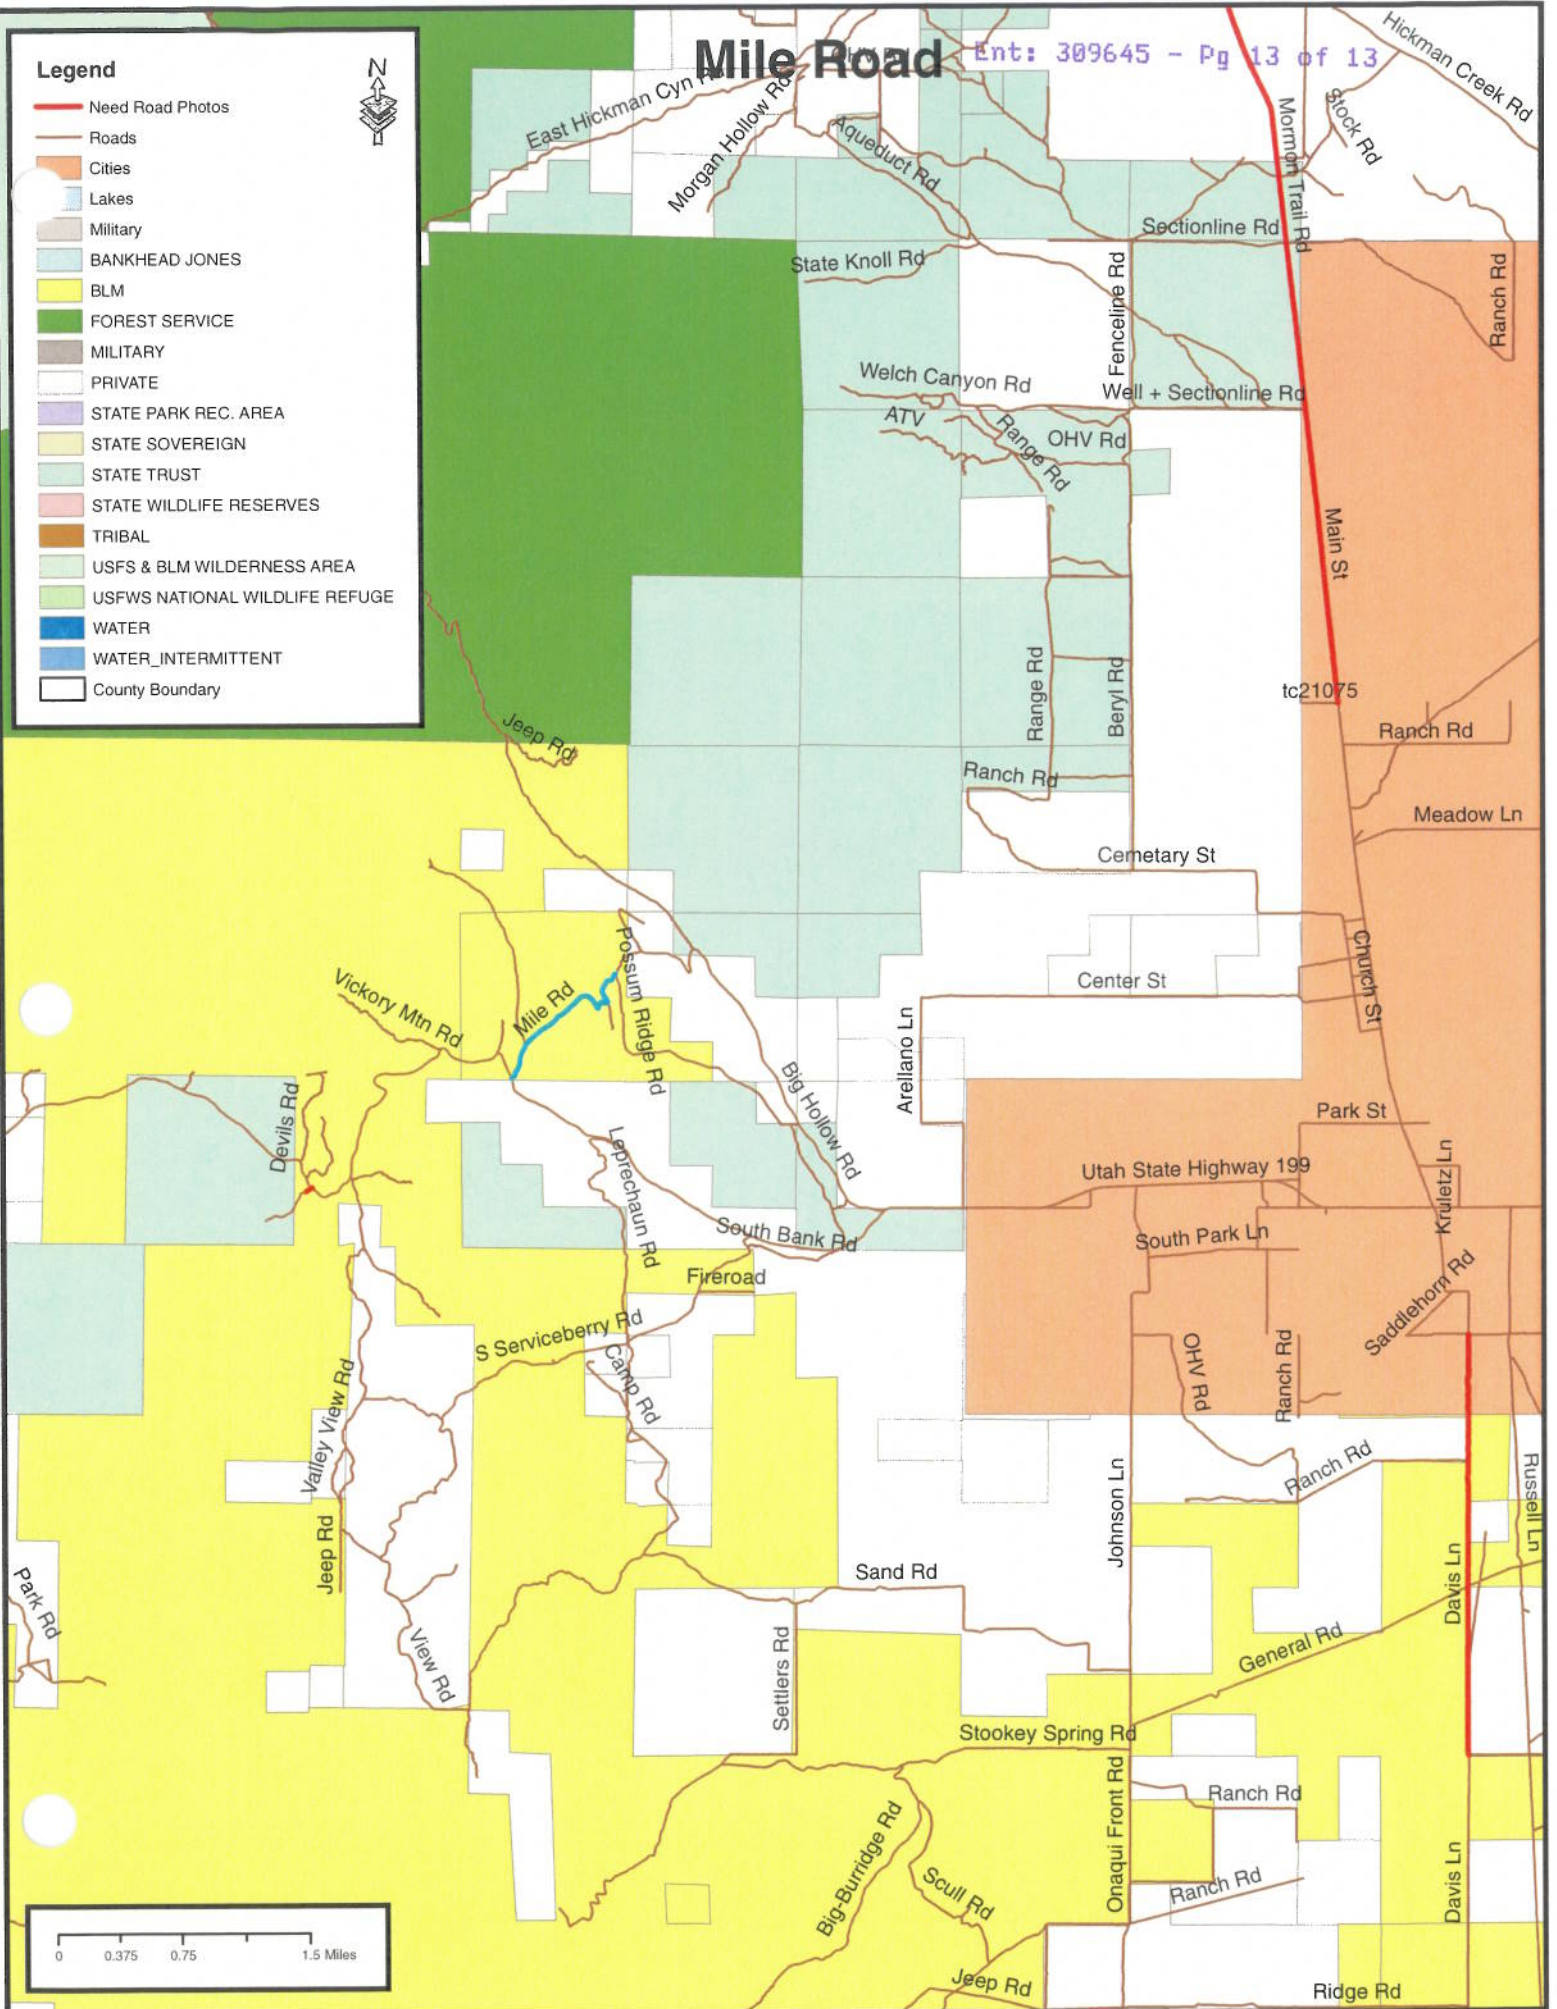 Mile Road
Ent: 309645 - Pg 13 of 13
Legend
N
Need Road Photos
Roads
Cities
Lakes
Military
BANKHEAD JONES
BLM
FOREST SERVICE
MILITARY
PRIVATE
STATE PARK REC. AREA
STATE SOVEREIGN
STATE TRUST
STATE WILDLIFE RESERVES
TRIBAL
USFS & BLM WILDERNESS AREA
USFWS NATIONAL WILDLIFE REFUGE
WATER
WATER_INTERMITTENT
County Boundary
OHV Rd
Hickman Creek Rd
East Hickman Cyn Rd
Morgan Hollow Rd
Aqueduct Rd
Stock Rd
Mormon Trail Rd
Sectionline Rd
State Knoll Rd
Fenceline Rd
Ranch Rd
Welch Canyon Rd
Well + Sectionline Rd
ATV
Range Rd
OHV Rd
Main St
Range Rd
Beryl Rd
tc21075
Jeep Rd
Ranch Rd
Ranch Rd
Meadow Ln
Cemetary St
Possum Ridge Rd
Church St
Vickory Mtn Rd
Mile Rd
Center St
Arellano Ln
Big Hollow Rd
Devils Rd
Park St
Leprechaun Rd
Utah State Highway 199
Kruletz Ln
South Bank Rd
South Park Ln
Fireroad
Saddlehorn Rd
S Serviceberry Rd
Camp Rd
OHV Rd
Ranch Rd
Valley View Rd
Ranch Rd
Russell Ln
Johnson Ln
Jeep Rd
Sand Rd
Davis Ln
Park Rd
View Rd
Settlers Rd
General Rd
Stookey Spring Rd
Onaqui Front Rd
Ranch Rd
Big-Burridge Rd
Scull Rd
Ranch Rd
Davis Ln
Jeep Rd
Ridge Rd
0 0.375 0.75 1.5 Miles